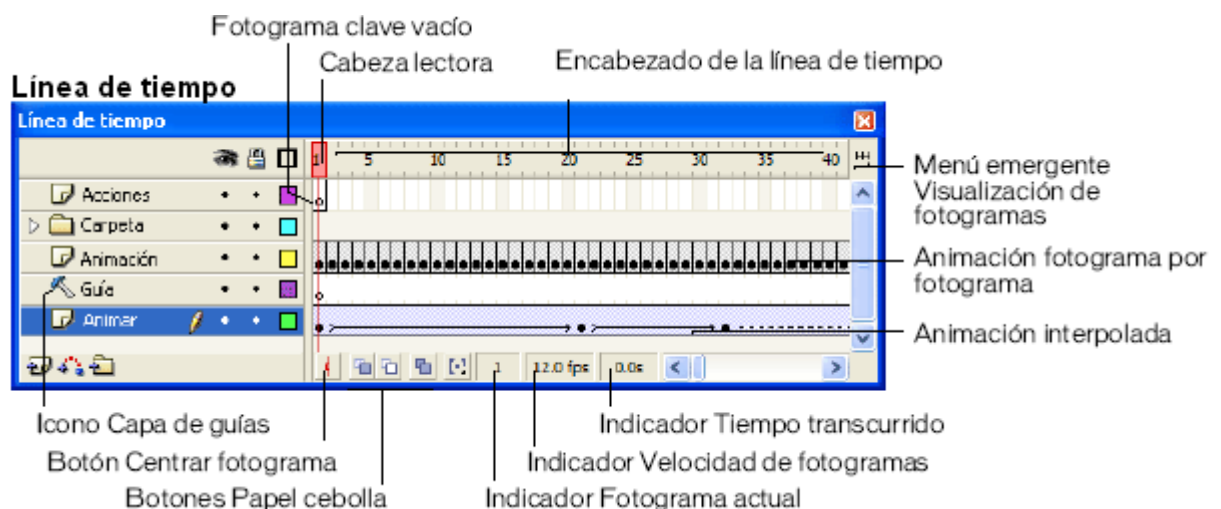 Fotograma clave vacío
Cabeza lectora
Encabezado de la línea de tiempo
Línea de tiempo
Línea de tiempo
1 5 10 15 20 25 30 35 40
Menú emergente
Visualización de
fotogramas
Acciones
Carpeta
Animación
Animación fotograma por
fotograma
Guía
Animar
Animación interpolada
1 12.0 fps 0.0s
Icono Capa de guías
Indicador Tiempo transcurrido
Botón Centrar fotograma
Indicador Velocidad de fotogramas
Botones Papel cebolla
Indicador Fotograma actual